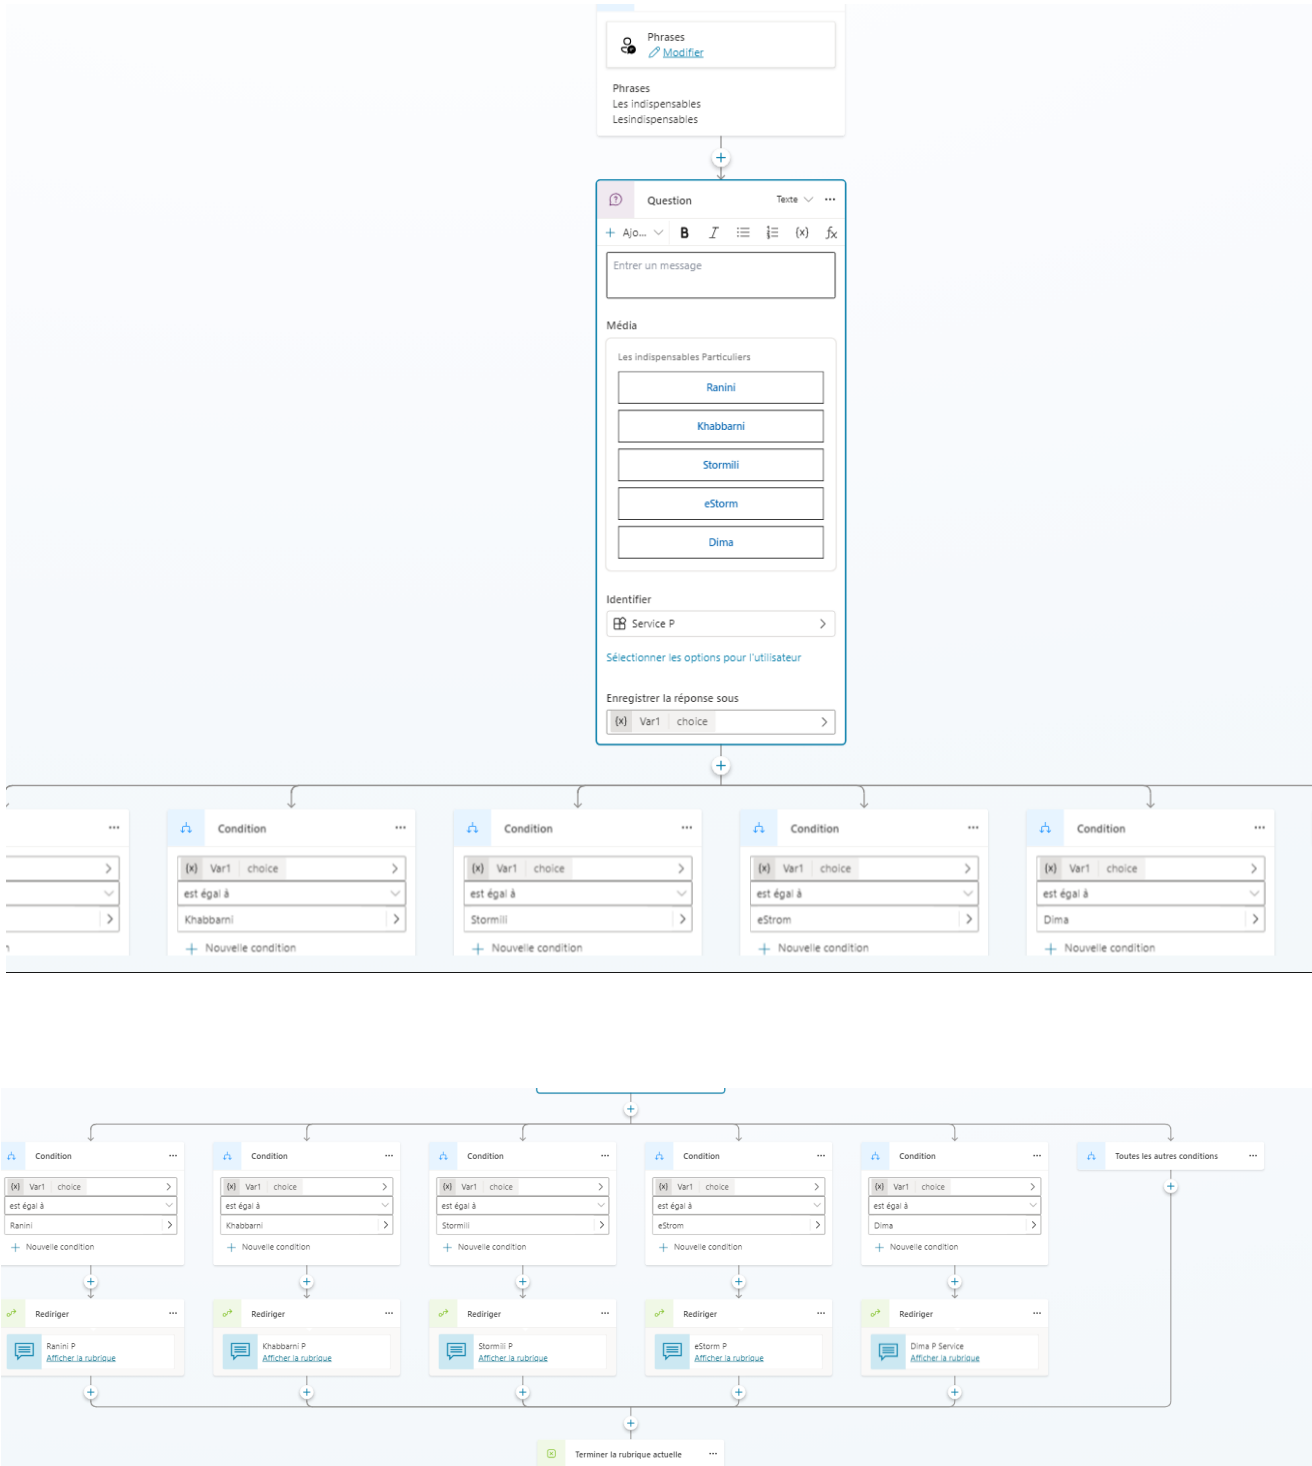 Phrases
Modifier
Phrases
Les indispensables
Lesindispensables
Question Texte
Ajo... B I (x) fx
Entrer un message
Média
Les indispensables Particuliers
Ranini
Khabbarni
Stormili
eStorm
Dima
Identifier
Service P
Sélectionner les options pour l'utilisateur
Enregistrer la réponse sous
{x} Var1 choice
Condition Condition Condition Condition
{x} Var1 choice {x} Var1 choice {x} Var1 choice {x} Var1 choice
est égal à est égal à est égal à est égal à
Khabbarni Stormili eStrom Dima
Nouvelle condition Nouvelle condition Nouvelle condition Nouvelle condition
Condition Condition Condition Condition Condition Toutes les autres conditions
{x} Var1 choice {x} Var1 choice {x} Var1 choice {x} Var1 choice {x} Var1 choice
est égal à est égal à est égal à est égal à est égal à
Ranini Khabbarni Stormili eStrom Dima
Nouvelle condition Nouvelle condition Nouvelle condition Nouvelle condition Nouvelle condition
Rediriger Rediriger Rediriger Rediriger Rediriger
Ranini P Khabbarni P Stormili P eStorm P Dima P Service
Afficher la rubrique Afficher la rubrique Afficher la rubrique Afficher la rubrique Afficher la rubrique
Terminer la rubrique actuelle